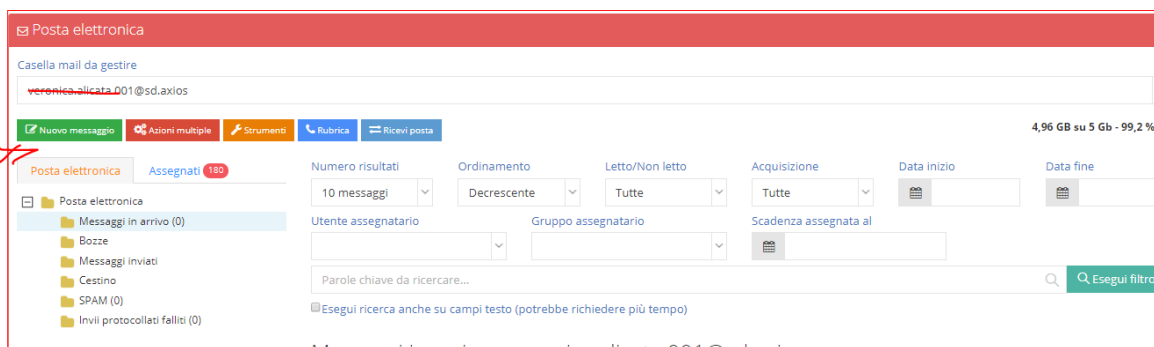 Posta elettronica
Casella mail da gestire
veronica.alicata.001@sd.axios
Nuovo messaggio Azioni multiple Strumenti Rubrica Ricevi posta 4,96 GB su 5 Gb - 99,2 %
Posta elettronica Assegnati 180
Numero risultati Ordinamento Letto/Non letto Acquisizione Data inizio Data fine
10 messaggi Decrescente Tutte Tutte
Utente assegnatario Gruppo assegnatario Scadenza assegnata al
Parole chiave da ricercare... Esegui filtro
Esegui ricerca anche su campi testo (potrebbe richiedere più tempo)
Posta elettronica
Messaggi in arrivo (0)
Bozze
Messaggi inviati
Cestino
SPAM (0)
Invii protocollati falliti (0)